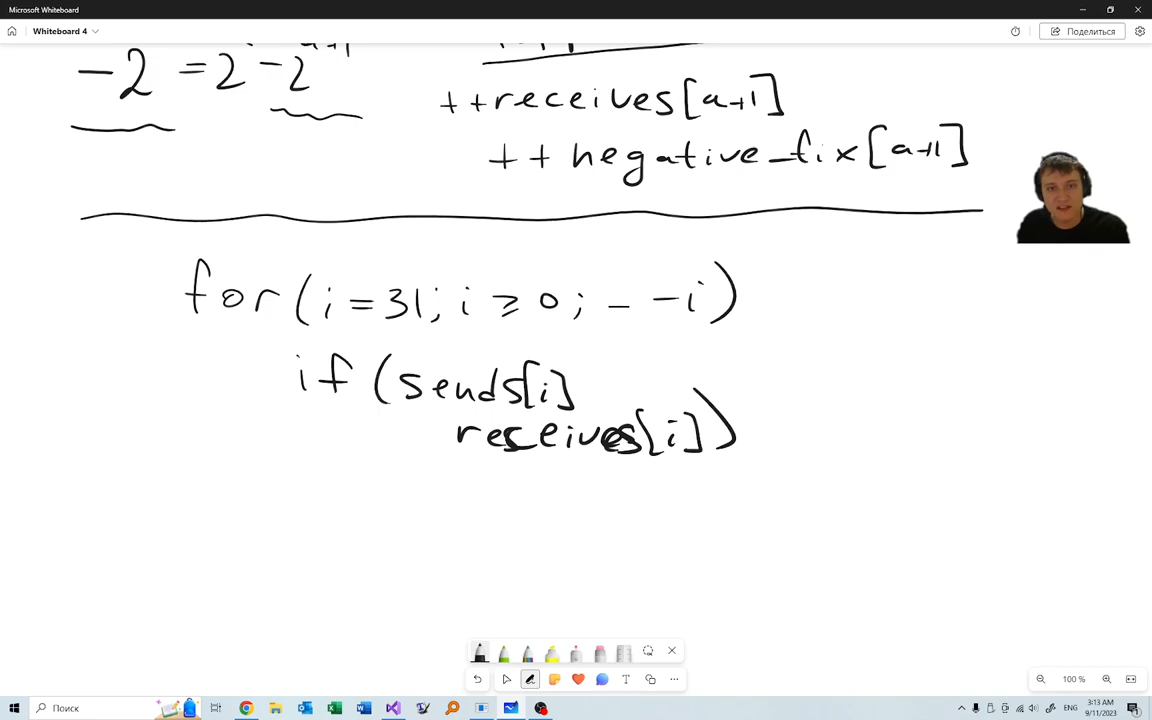 Microsoft Whiteboard
Whiteboard 4
Поделиться
-2 = 2 - 2^a+1
++receives[a+1]
++negative_fix[a+1]
for(i=31; i≥0; --i)
if(sends[i]
receives[i])
100 %
Поиск
ENG
3:13 AM
9/11/2023